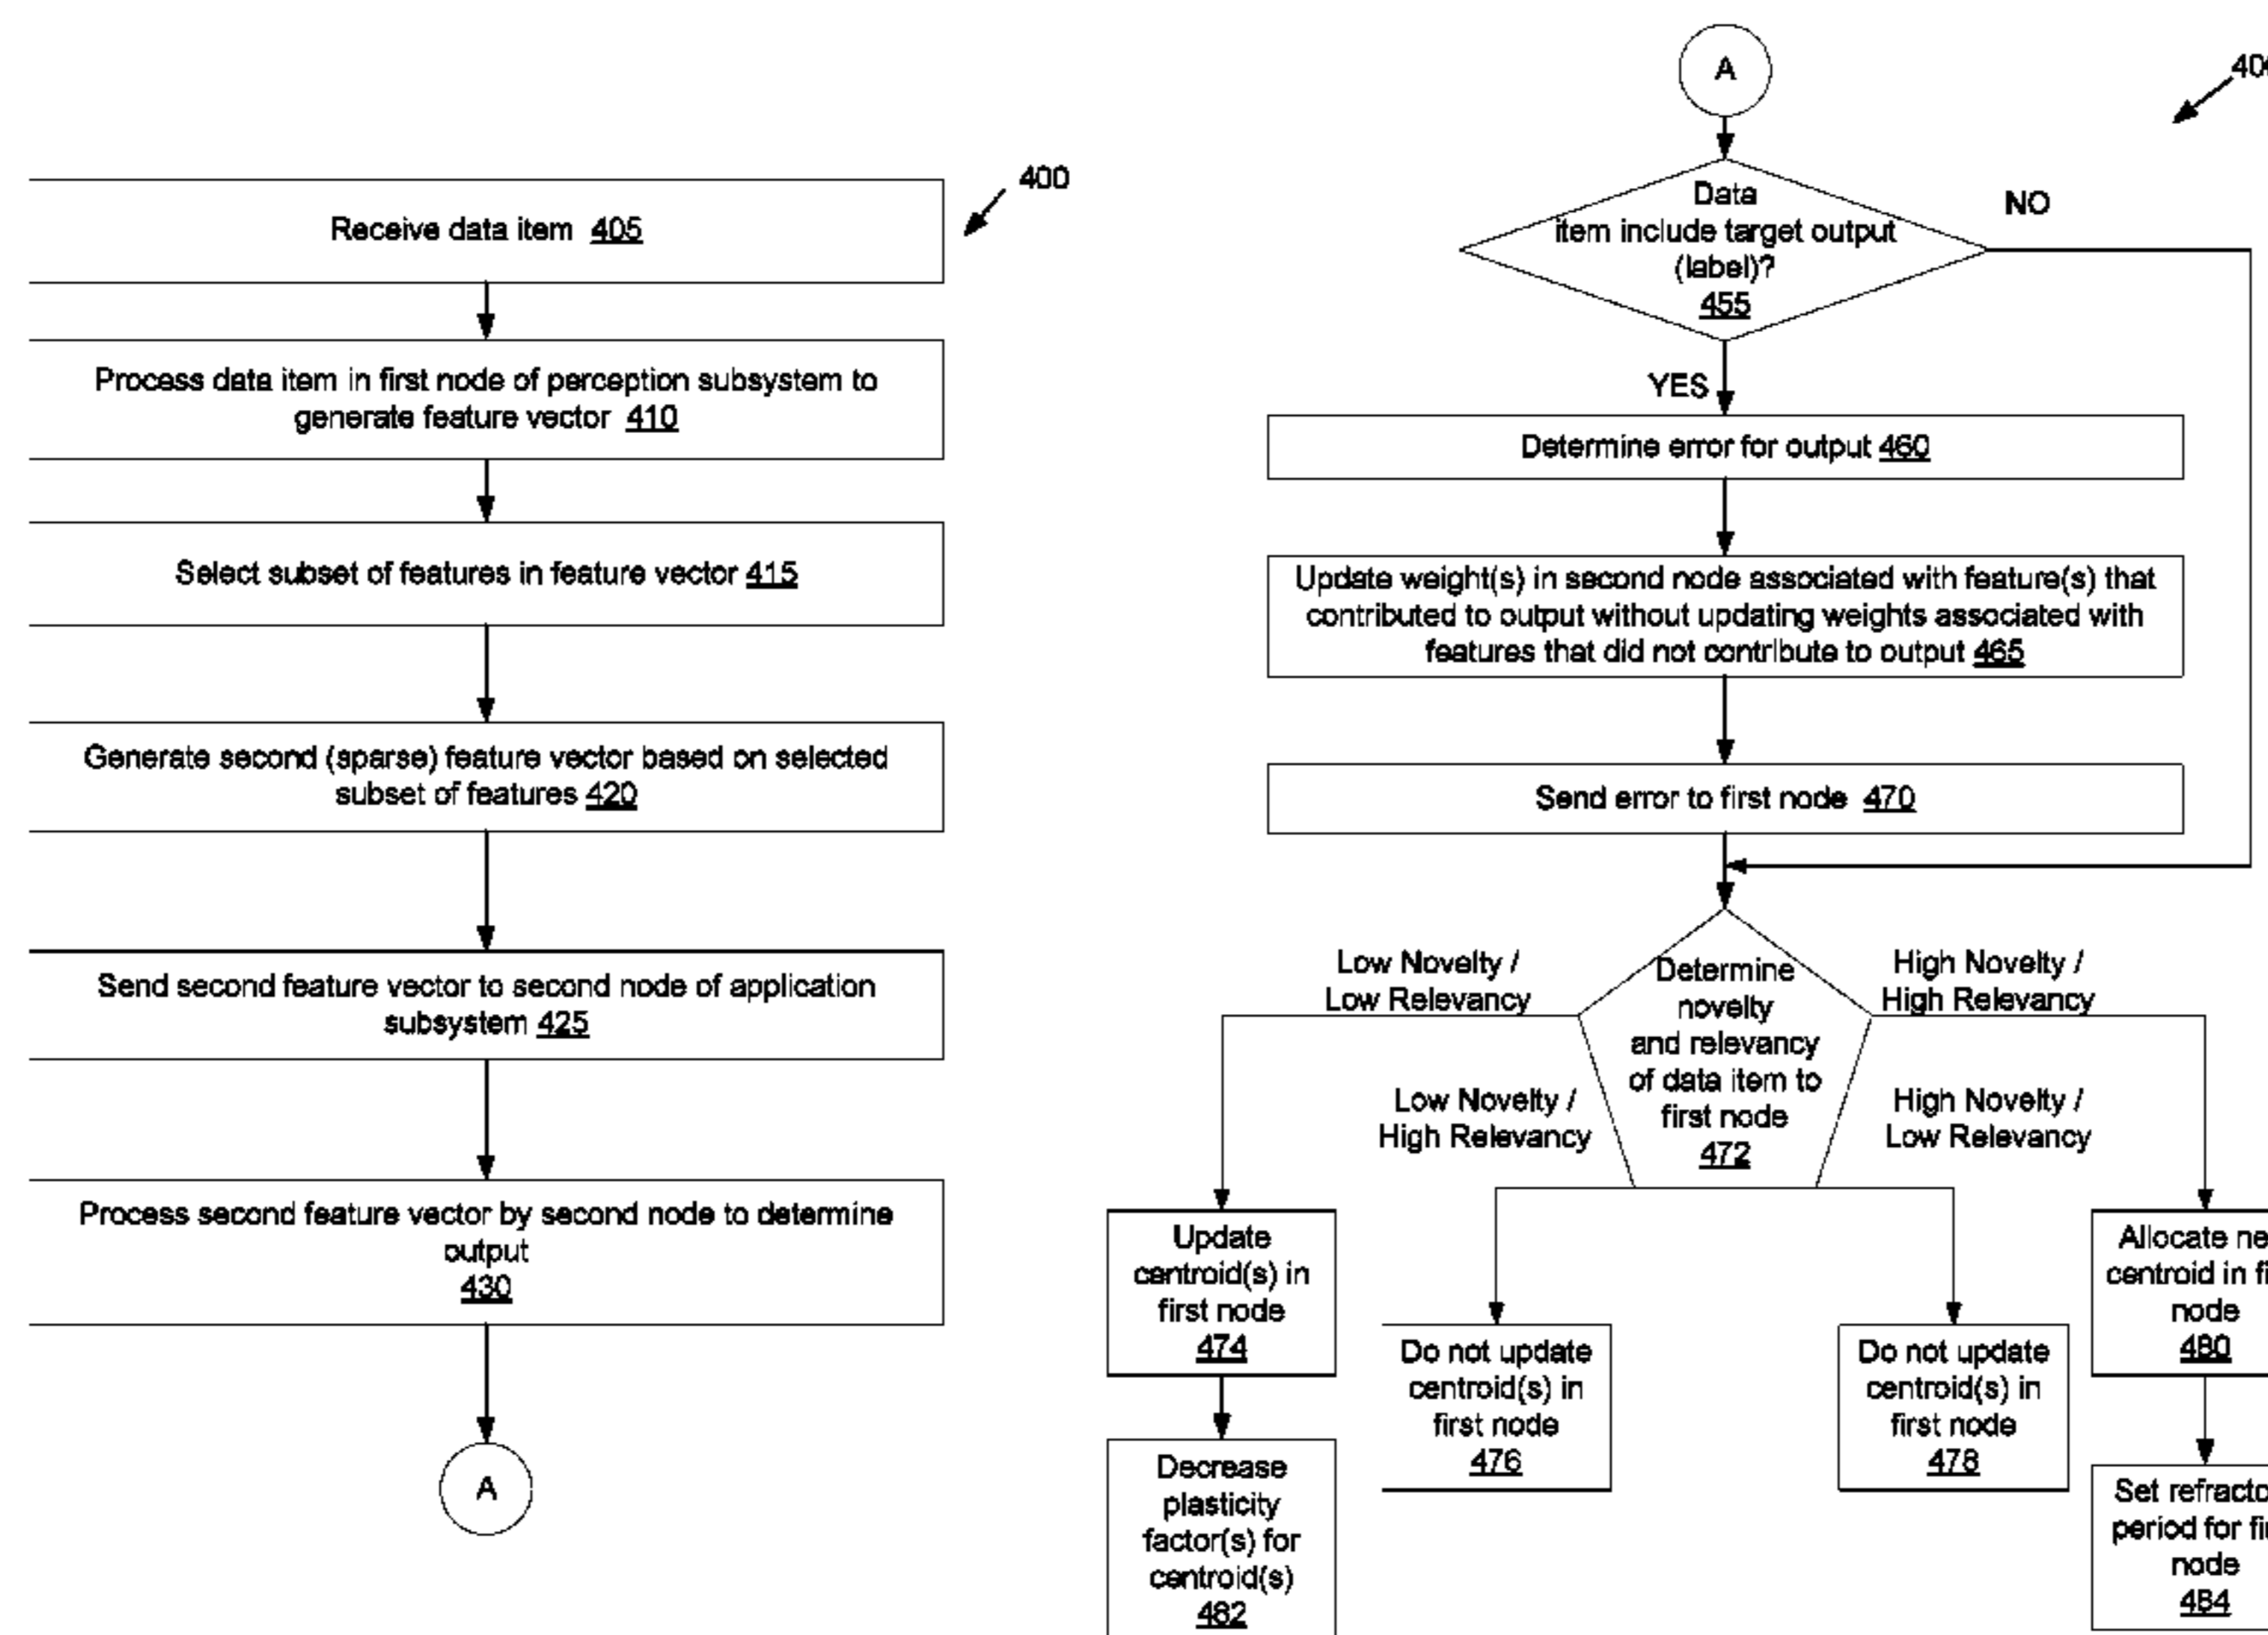 400
Receive data item 405
Process data item in first node of perception subsystem to
generate feature vector 410
Select subset of features in feature vector 415
Generate second (sparse) feature vector based on selected
subset of features 420
Send second feature vector to second node of application
subsystem 425
Process second feature vector by second node to determine
output
430
A
A
Data
item include target output
(label)?
455
NO
YES
Determine error for output 460
Update weight(s) in second node associated with feature(s) that
contributed to output without updating weights associated with
features that did not contribute to output 465
Send error to first node 470
Low Novelty /
Low Relevancy
Determine
novelty
and relevancy
of data item to
first node
472
High Novelty /
High Relevancy
Low Novelty /
High Relevancy
High Novelty /
Low Relevancy
Update
centroid(s) in
first node
474
Do not update
centroid(s) in
first node
476
Do not update
centroid(s) in
first node
478
Allocate
centroid in
node
480
Decrease
plasticity
factor(s) for
centroid(s)
482
Set
period for
node
484